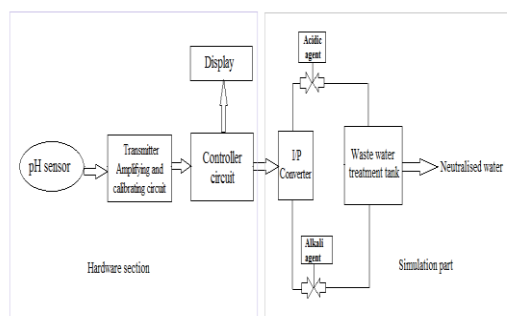 Acidic
agent
Display
pH sensor
Transmitter
Amplifying and
calibrating circuit
Controller
circuit
I/P
Converter
Waste water
treatment tank
Neutralised water
Alkali
agent
Hardware section
Simulation part